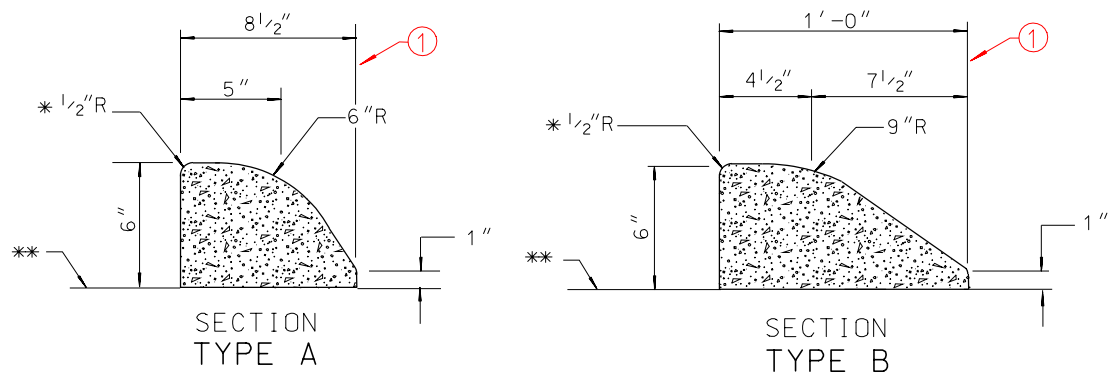 8 1/2"
1
5"
* 1/2"R
6"R
6"
**
1"
SECTION
TYPE A
1'-0"
1
4 1/2"
7 1/2"
* 1/2"R
9"R
6"
**
1"
SECTION
TYPE B